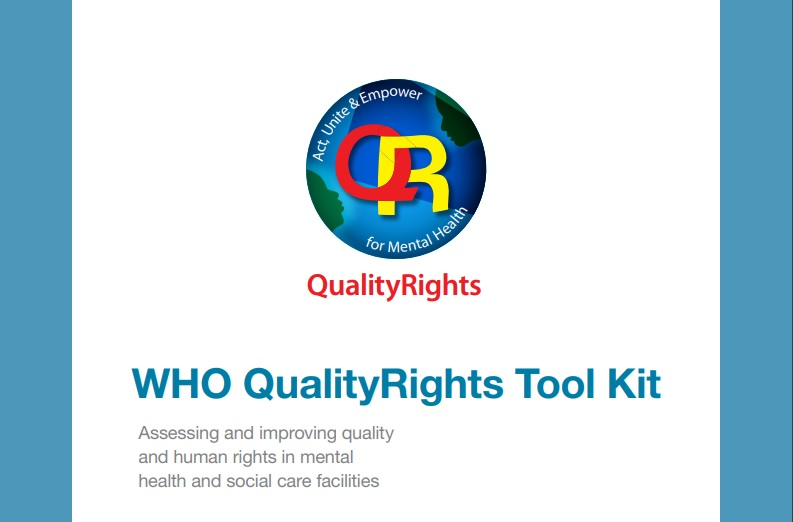 Act, Unite & Empower
QR
for Mental Health
QualityRights
WHO QualityRights Tool Kit
Assessing and improving quality
and human rights in mental
health and social care facilities